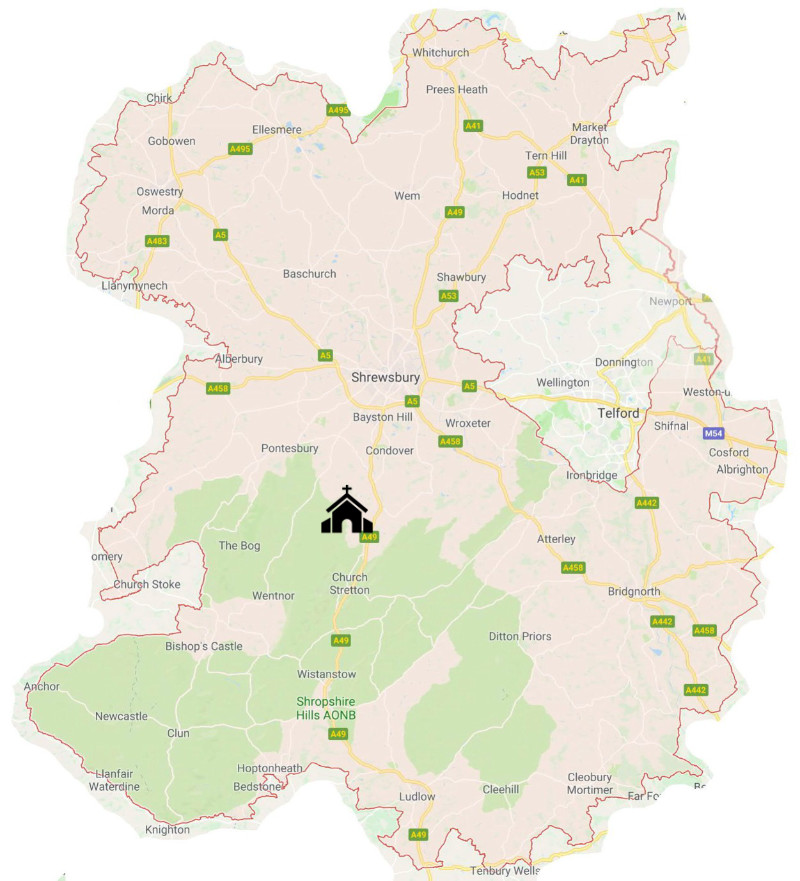 M
Whitchurch
Prees Heath
Chirk
A495
A41
Ellesmere
Market
Drayton
Gobowen
A495
Tern Hill
A53
A41
Oswestry
Wem
Hodnet
Morda
A49
A5
A483
Baschurch
Shawbury
Llanymynech
A53
Newport
Alberbury
A5
A41
Donnington
Shrewsbury
Wellington
A458
A5
Weston-u
A5
Telford
Bayston Hill
Wroxeter
Shifnal
M54
A458
Pontesbury
Condover
Cosford
Albrighton
Ironbridge
A442
A49
Atterley
The Bog
omery
A458
Church
Stretton
Church Stoke
Wentnor
Bridgnorth
A442
A458
A49
Ditton Priors
Bishop's Castle
Wistanstow
Anchor
A442
Shropshire
Hills AONB
Newcastle
Clun
A49
Hoptonheath
Llanfair
Waterdine
Cleobury
Mortimer
Bedstone
Cleehill
Ludlow
Knighton
A49
Tenbury Wells